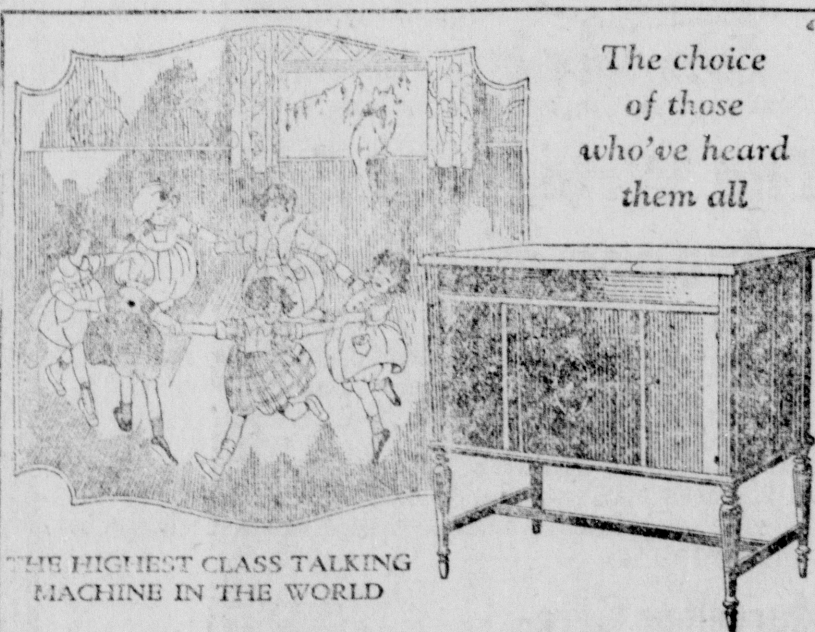 The choice
of those
who've heard
them all
THE HIGHEST CLASS TALKING
MACHINE IN THE WORLD